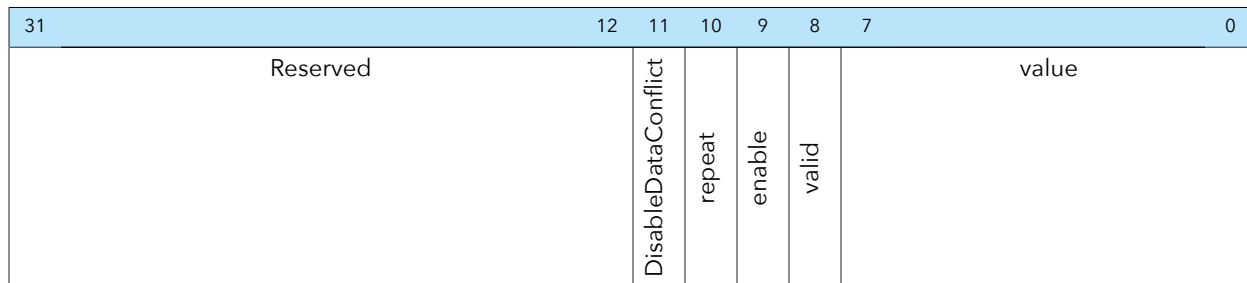 31 12 11 10 9 8 7 0
Reserved
DisableDataConflict
repeat
enable
valid
value